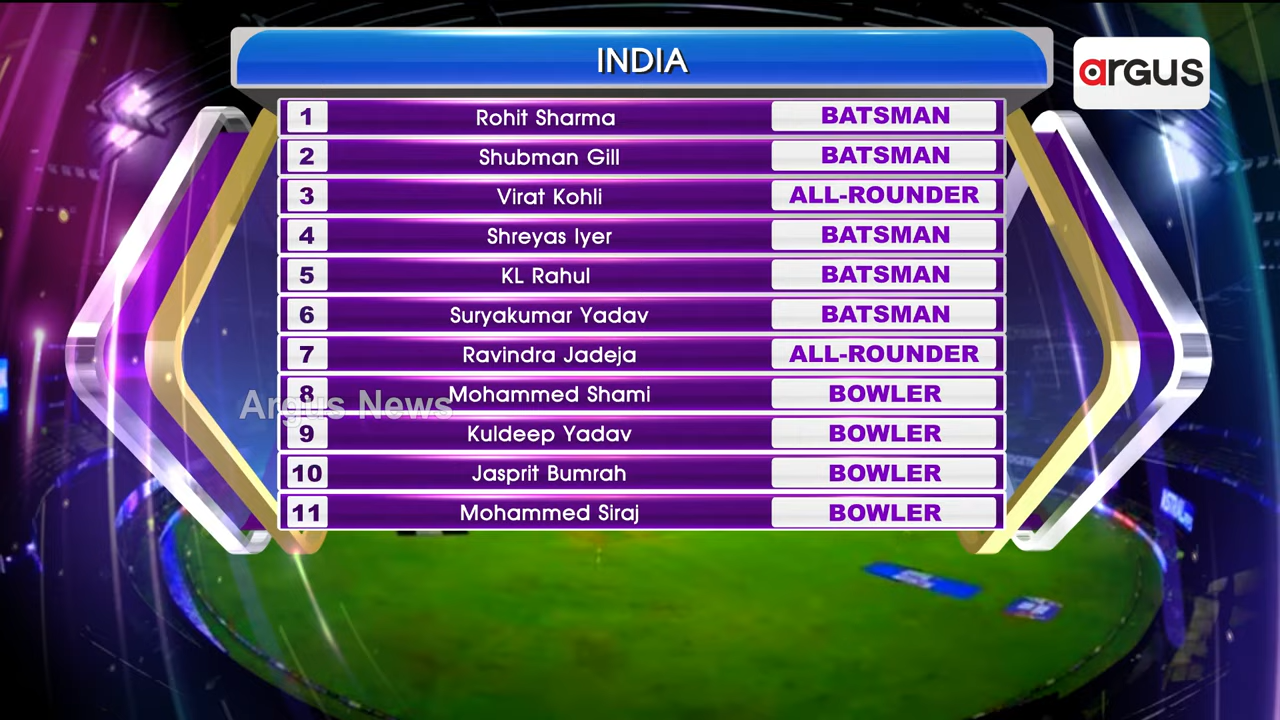 INDIA
argus
1 Rohit Sharma BATSMAN
2 Shubman Gill BATSMAN
3 Virat Kohli ALL-ROUNDER
4 Shreyas Iyer BATSMAN
5 KL Rahul BATSMAN
6 Suryakumar Yadav BATSMAN
7 Ravindra Jadeja ALL-ROUNDER
8 Mohammed Shami BOWLER
Argus News
9 Kuldeep Yadav BOWLER
10 Jasprit Bumrah BOWLER
11 Mohammed Siraj BOWLER